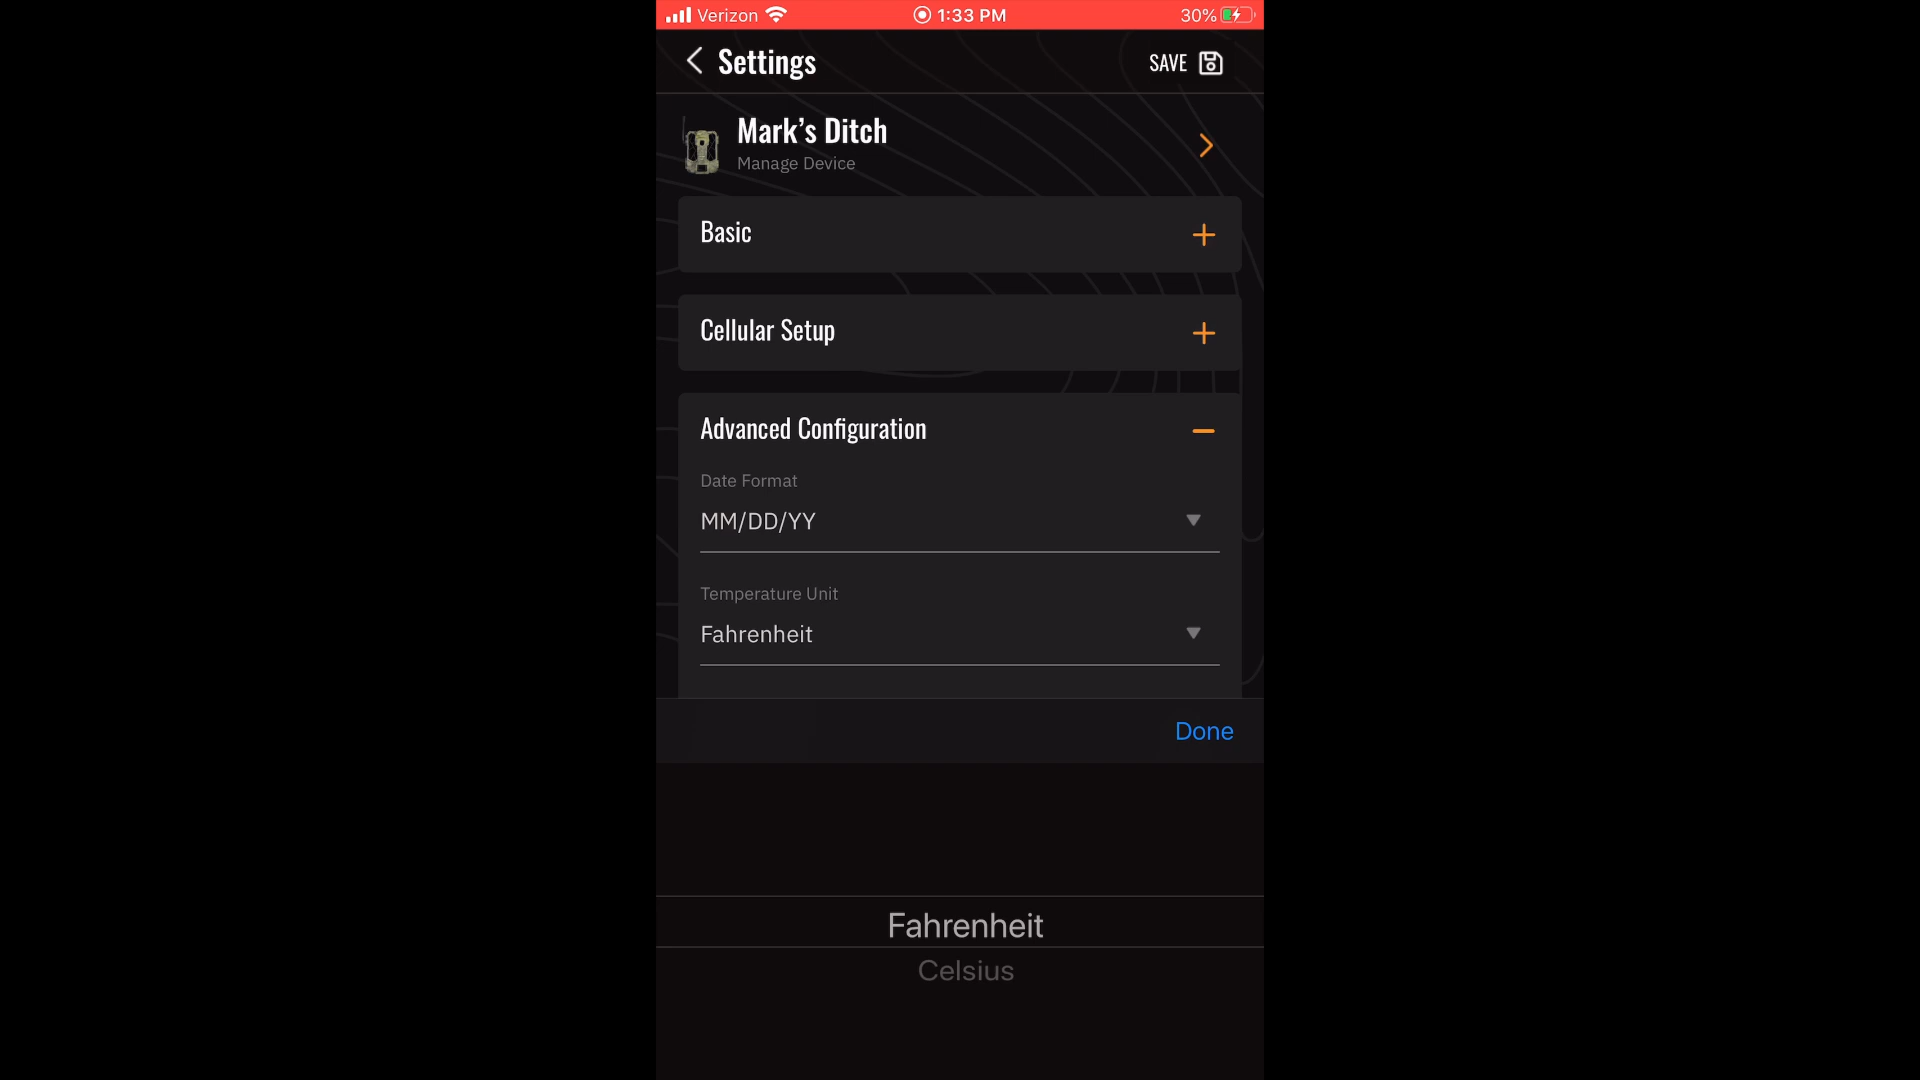 Verizon 1:33 PM 30%
Settings SAVE
Mark’s Ditch
Manage Device
Basic
Cellular Setup
Advanced Configuration
Date Format
MM/DD/YY
Temperature Unit
Fahrenheit
Done
Fahrenheit
Celsius